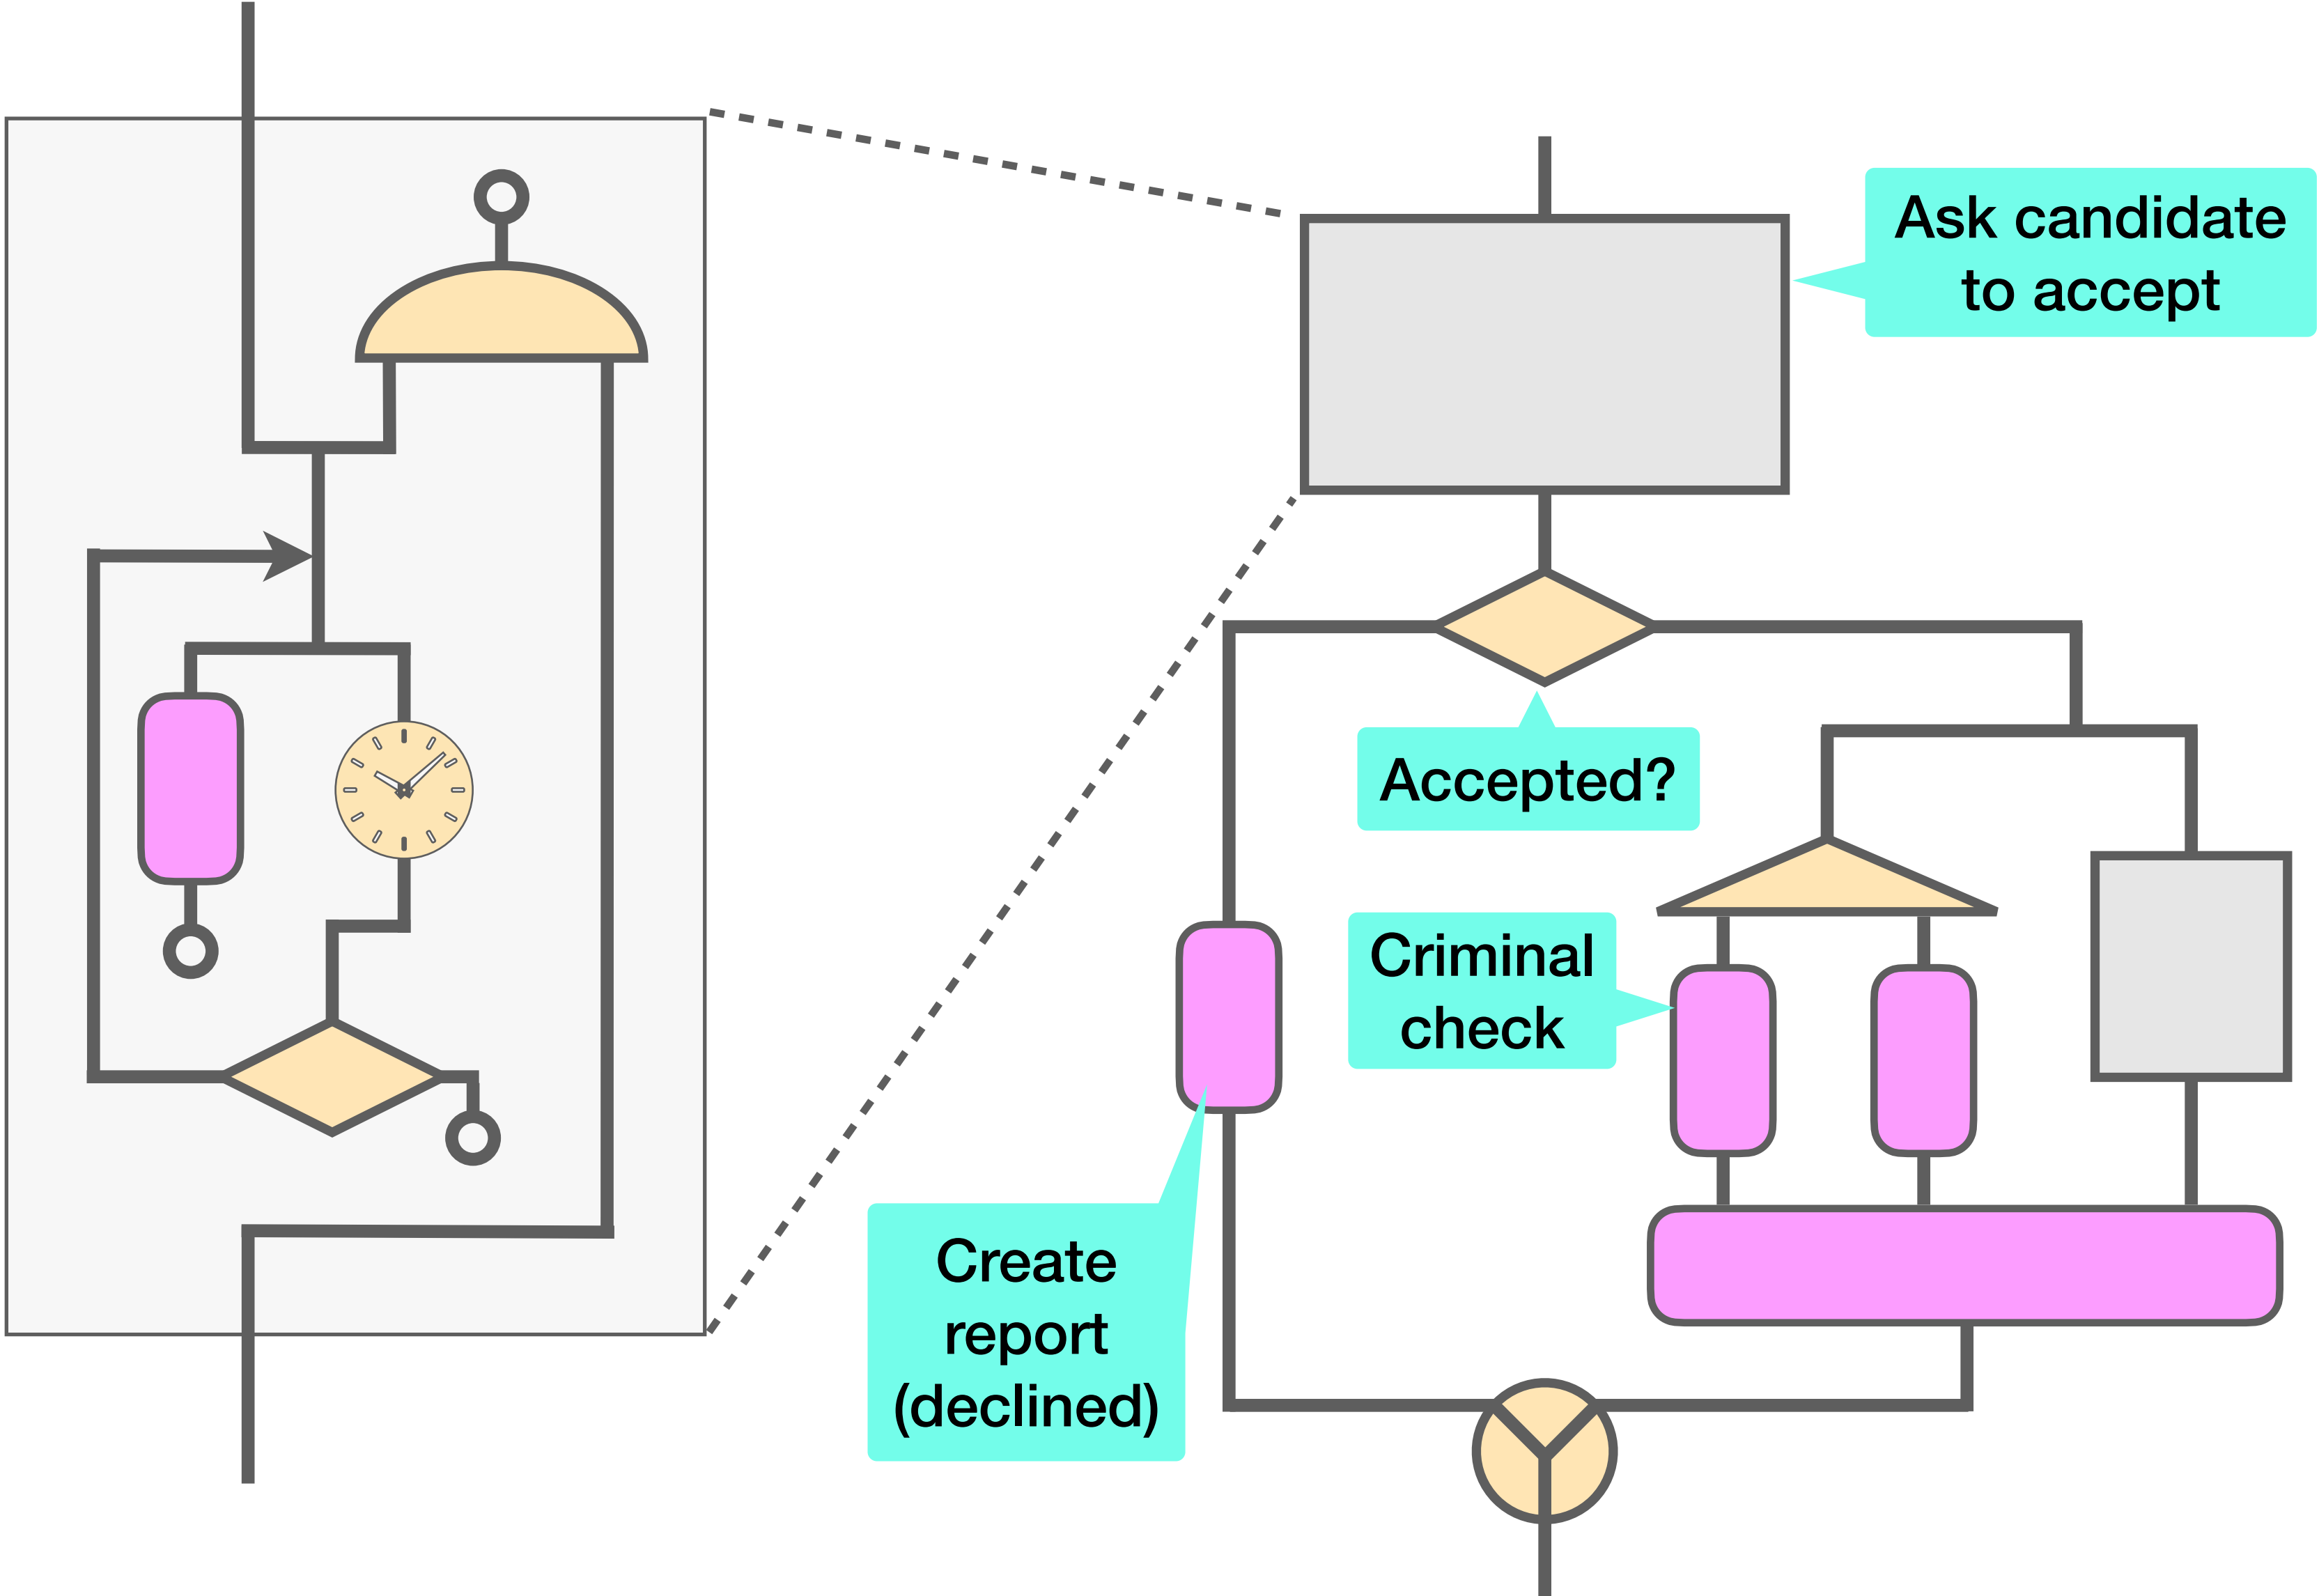 Ask candidate
to accept
Accepted?
Criminal
check
Create
report
(declined)